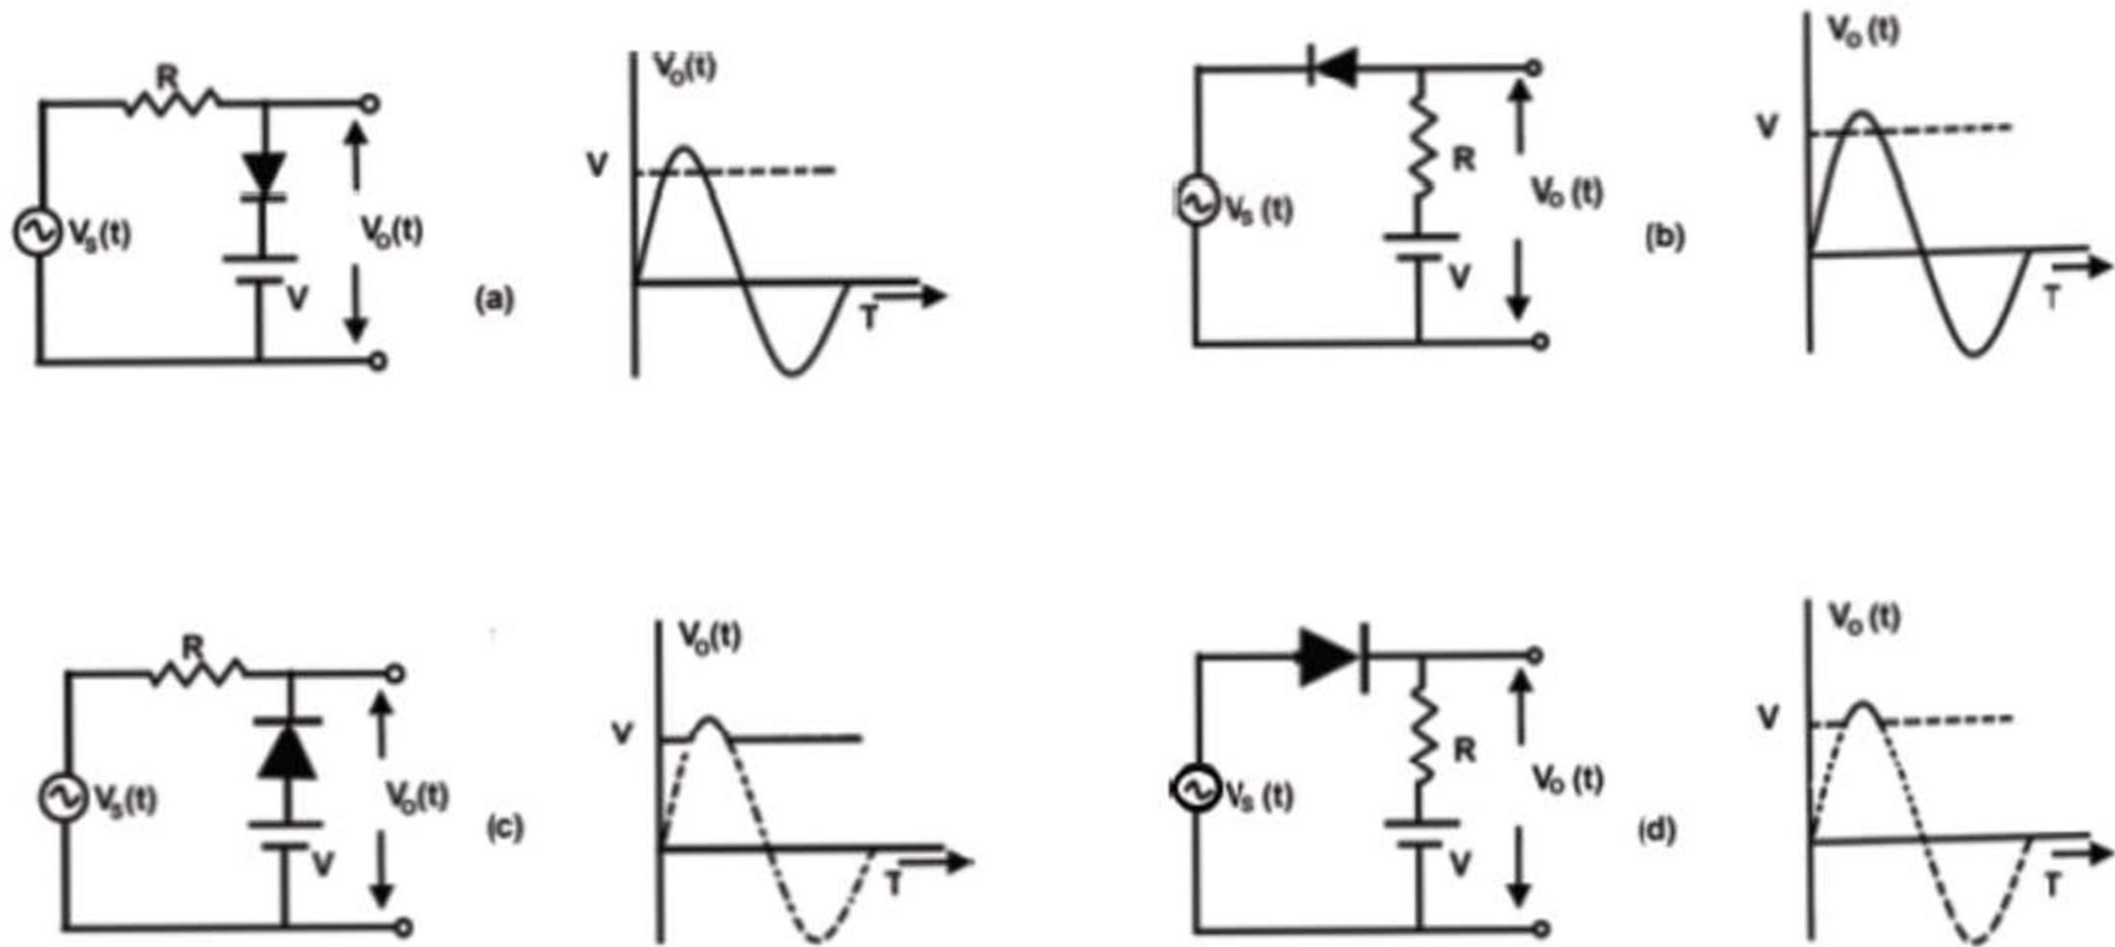 R
Vs(t)
V
Vo(t)
(a)
Vo(t)
V
T
Vs (t)
R
V
Vo (t)
(b)
Vo (t)
V
T
R
Vs(t)
V
Vo(t)
(c)
Vo(t)
V
T
Vs (t)
R
V
Vo (t)
(d)
Vo (t)
V
T